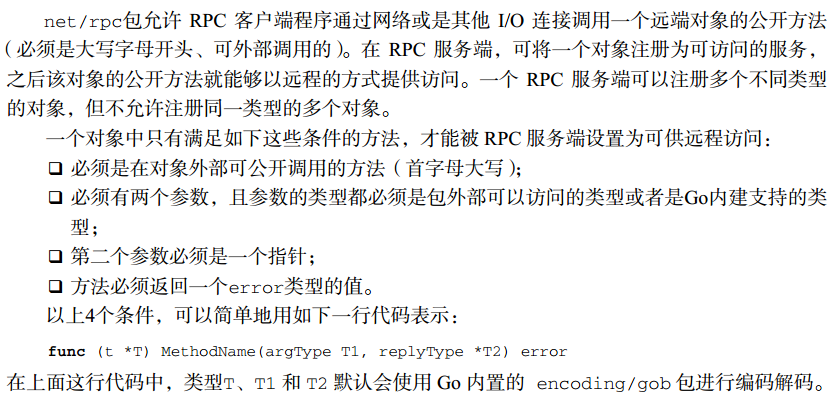 net/rpc包允许 RPC 客户端程序通过网络或是其他 I/O 连接调用一个远端对象的公开方法
（必须是大写字母开头、可外部调用的）。在 RPC 服务端，可将一个对象注册为可访问的服务，
之后该对象的公开方法就能够以远程的方式提供访问。一个 RPC 服务端可以注册多个不同类型
的对象，但不允许注册同一类型的多个对象。
一个对象中只有满足如下这些条件的方法，才能被 RPC 服务端设置为可供远程访问：
❑ 必须是在对象外部可公开调用的方法（首字母大写）；
❑ 必须有两个参数，且参数的类型都必须是包外部可以访问的类型或者是Go内建支持的类
型；
❑ 第二个参数必须是一个指针；
❑ 方法必须返回一个error类型的值。
以上4个条件，可以简单地用如下一行代码表示：
func (t *T) MethodName(argType T1, replyType *T2) error
在上面这行代码中，类型T、T1 和 T2 默认会使用 Go 内置的 encoding/gob 包进行编码解码。